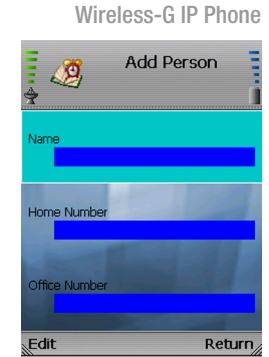 Wireless-G IP Phone
Add Person
Name
Home Number
Office Number
Edit Return